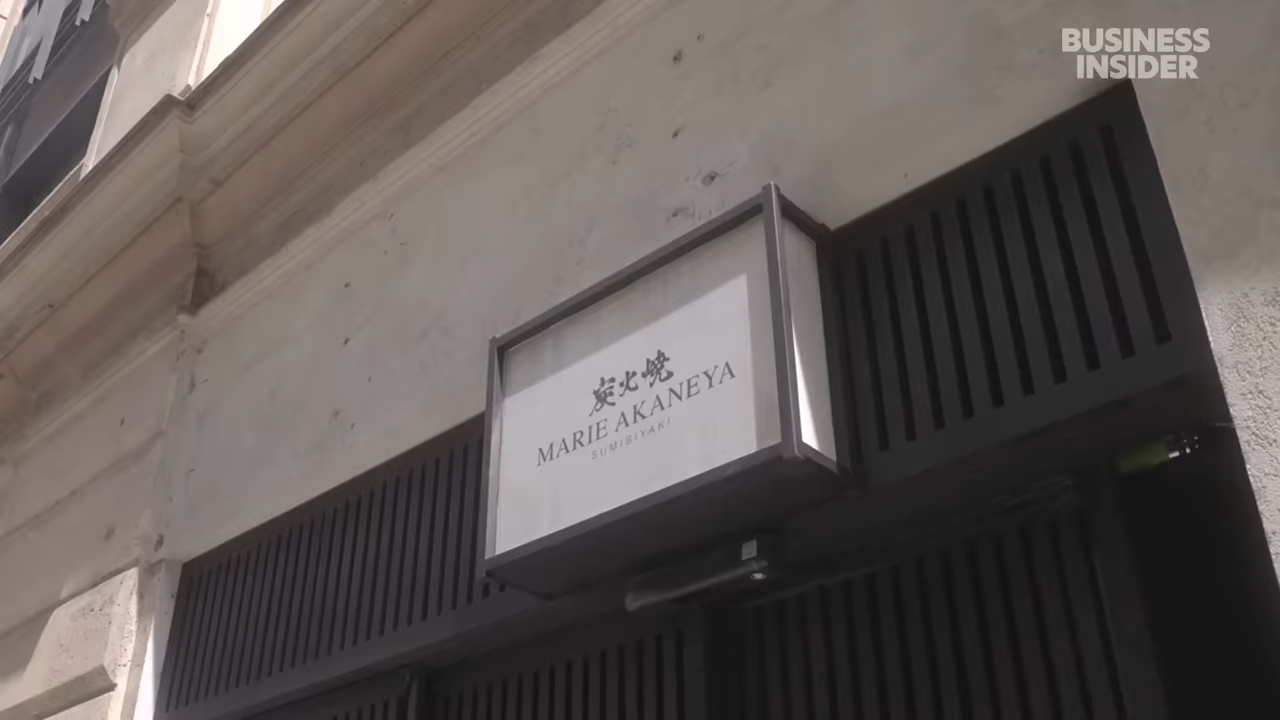 BUSINESS
INSIDER
炭火焼
MARIE AKANEYA
SUMIBIYAKI